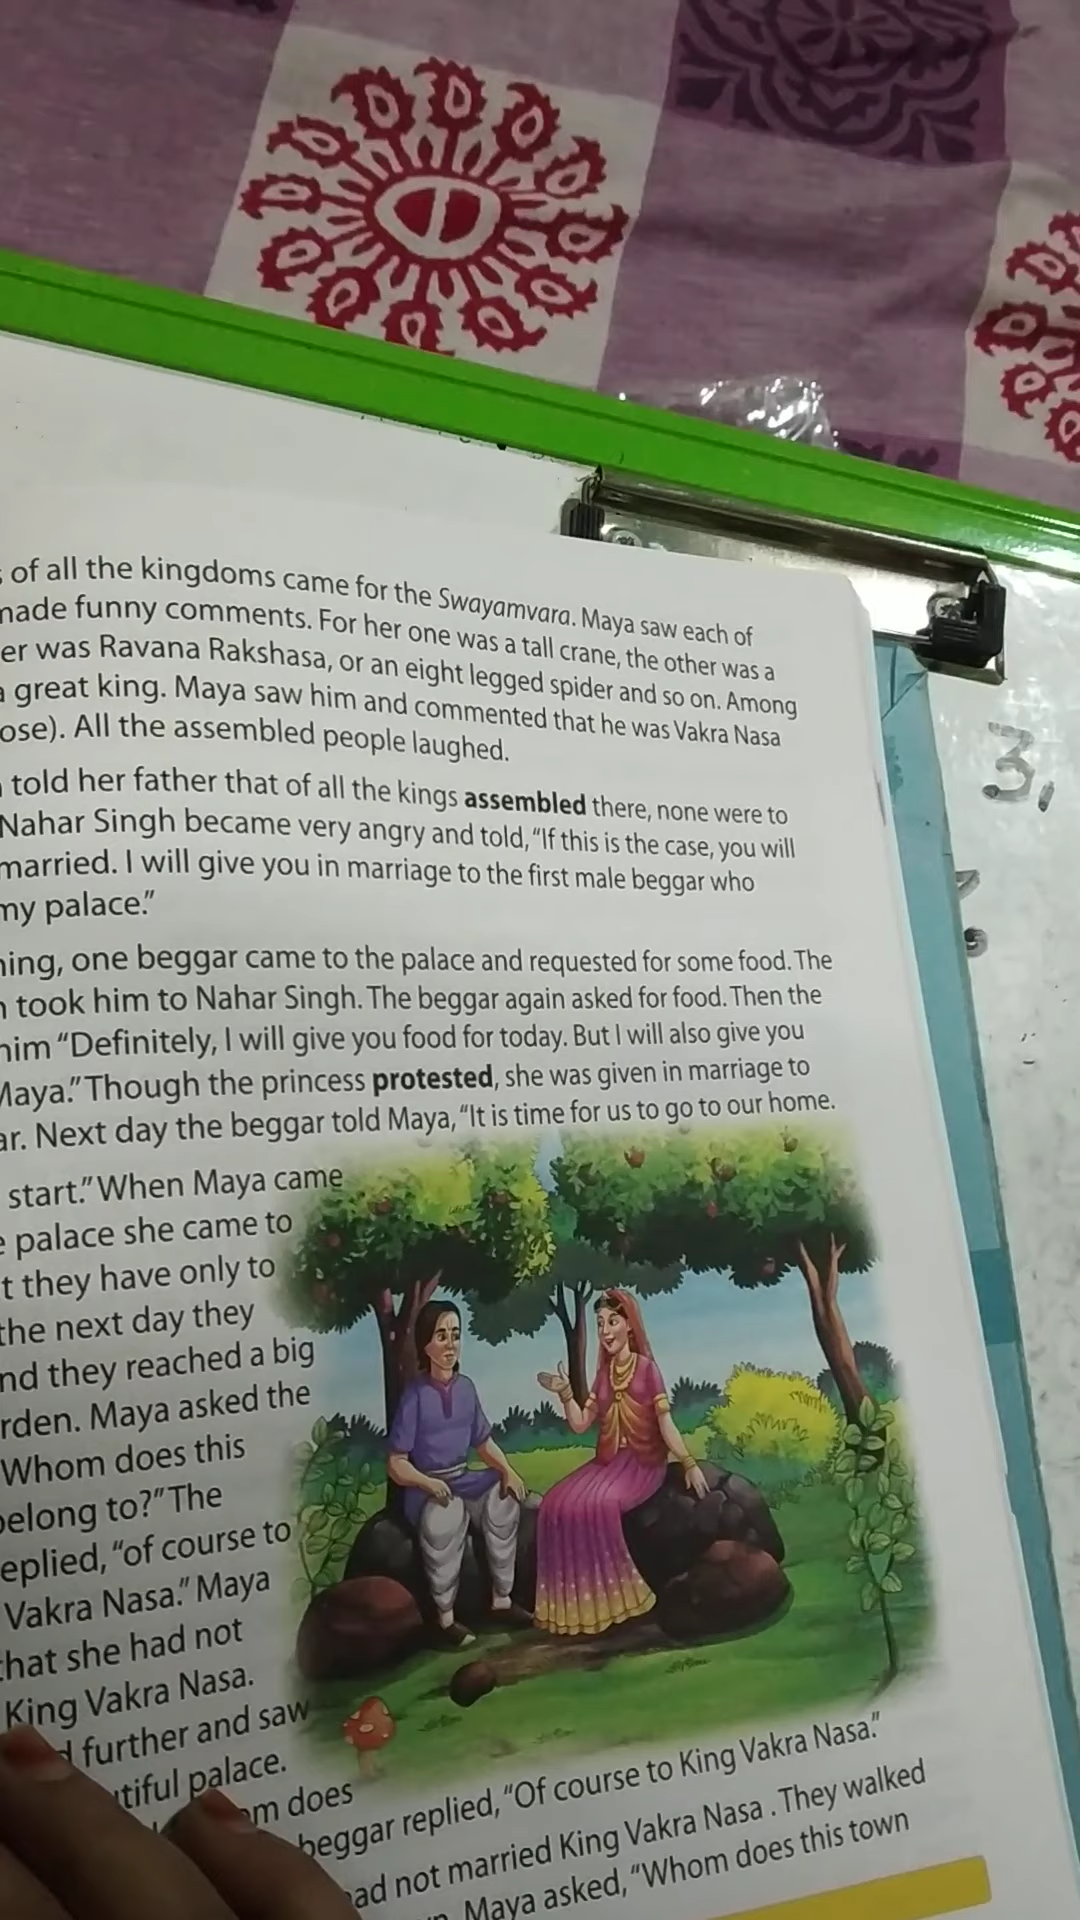 of all the kingdoms came for the Swayamvara. Maya saw each of
made funny comments. For her one was a tall crane, the other was a
er was Ravana Rakshasa, or an eight legged spider and so on. Among
a great king. Maya saw him and commented that he was Vakra Nasa
ose). All the assembled people laughed.
told her father that of all the kings assembled there, none were to
Nahar Singh became very angry and told, “If this is the case, you will
married. I will give you in marriage to the first male beggar who
my palace.”
ning, one beggar came to the palace and requested for some food. The
took him to Nahar Singh. The beggar again asked for food. Then the
him “Definitely, I will give you food for today. But I will also give you
Maya.” Though the princess protested, she was given in marriage to
ar. Next day the beggar told Maya, “It is time for us to go to our home.
start.” When Maya came
palace she came to
t they have only to
the next day they
nd they reached a big
rden. Maya asked the
Whom does this
belong to?” The
eplied, “of course to
Vakra Nasa.” Maya
that she had not
King Vakra Nasa.
further and saw
utiful palace.
om does
beggar replied, “Of course to King Vakra Nasa.”
had not married King Vakra Nasa . They walked
Maya asked, “Whom does this town
3,